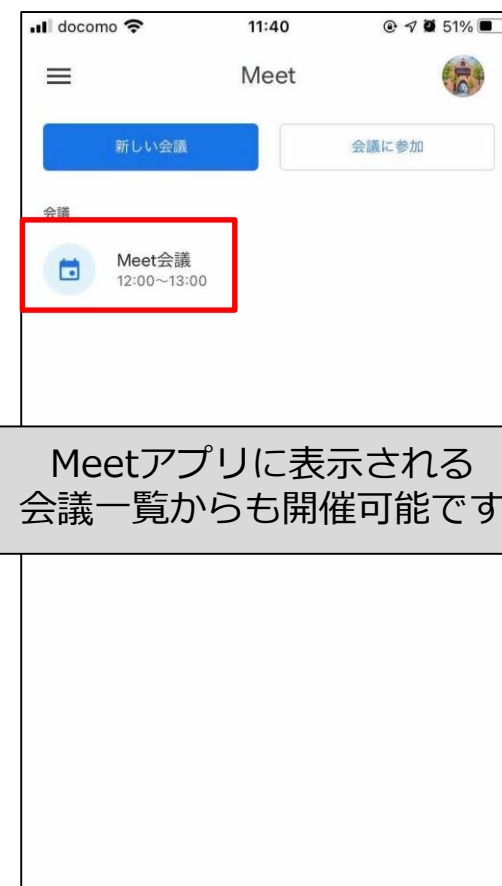 docomo 11:40 51%
Meet
新しい会議 会議に参加
会議
Meet会議
12:00～13:00
Meetアプリに表示される
会議一覧からも開催可能です